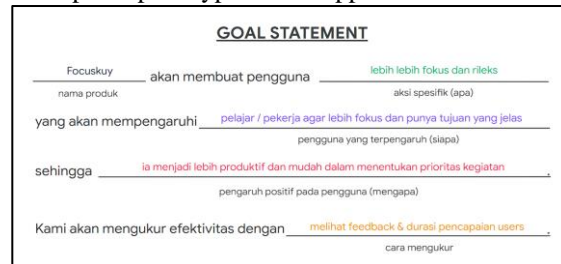 GOAL STATEMENT
Focuskuy akan membuat pengguna lebih lebih fokus dan rileks
nama produk aksi spesifik (apa)
yang akan mempengaruhi pelajar / pekerja agar lebih fokus dan punya tujuan yang jelas
pengguna yang terpengaruh (siapa)
sehingga ia menjadi lebih produktif dan mudah dalam menentukan prioritas kegiatan .
pengaruh positif pada pengguna (mengapa)
Kami akan mengukur efektivitas dengan melihat feedback & durasi pencapaian users .
cara mengukur